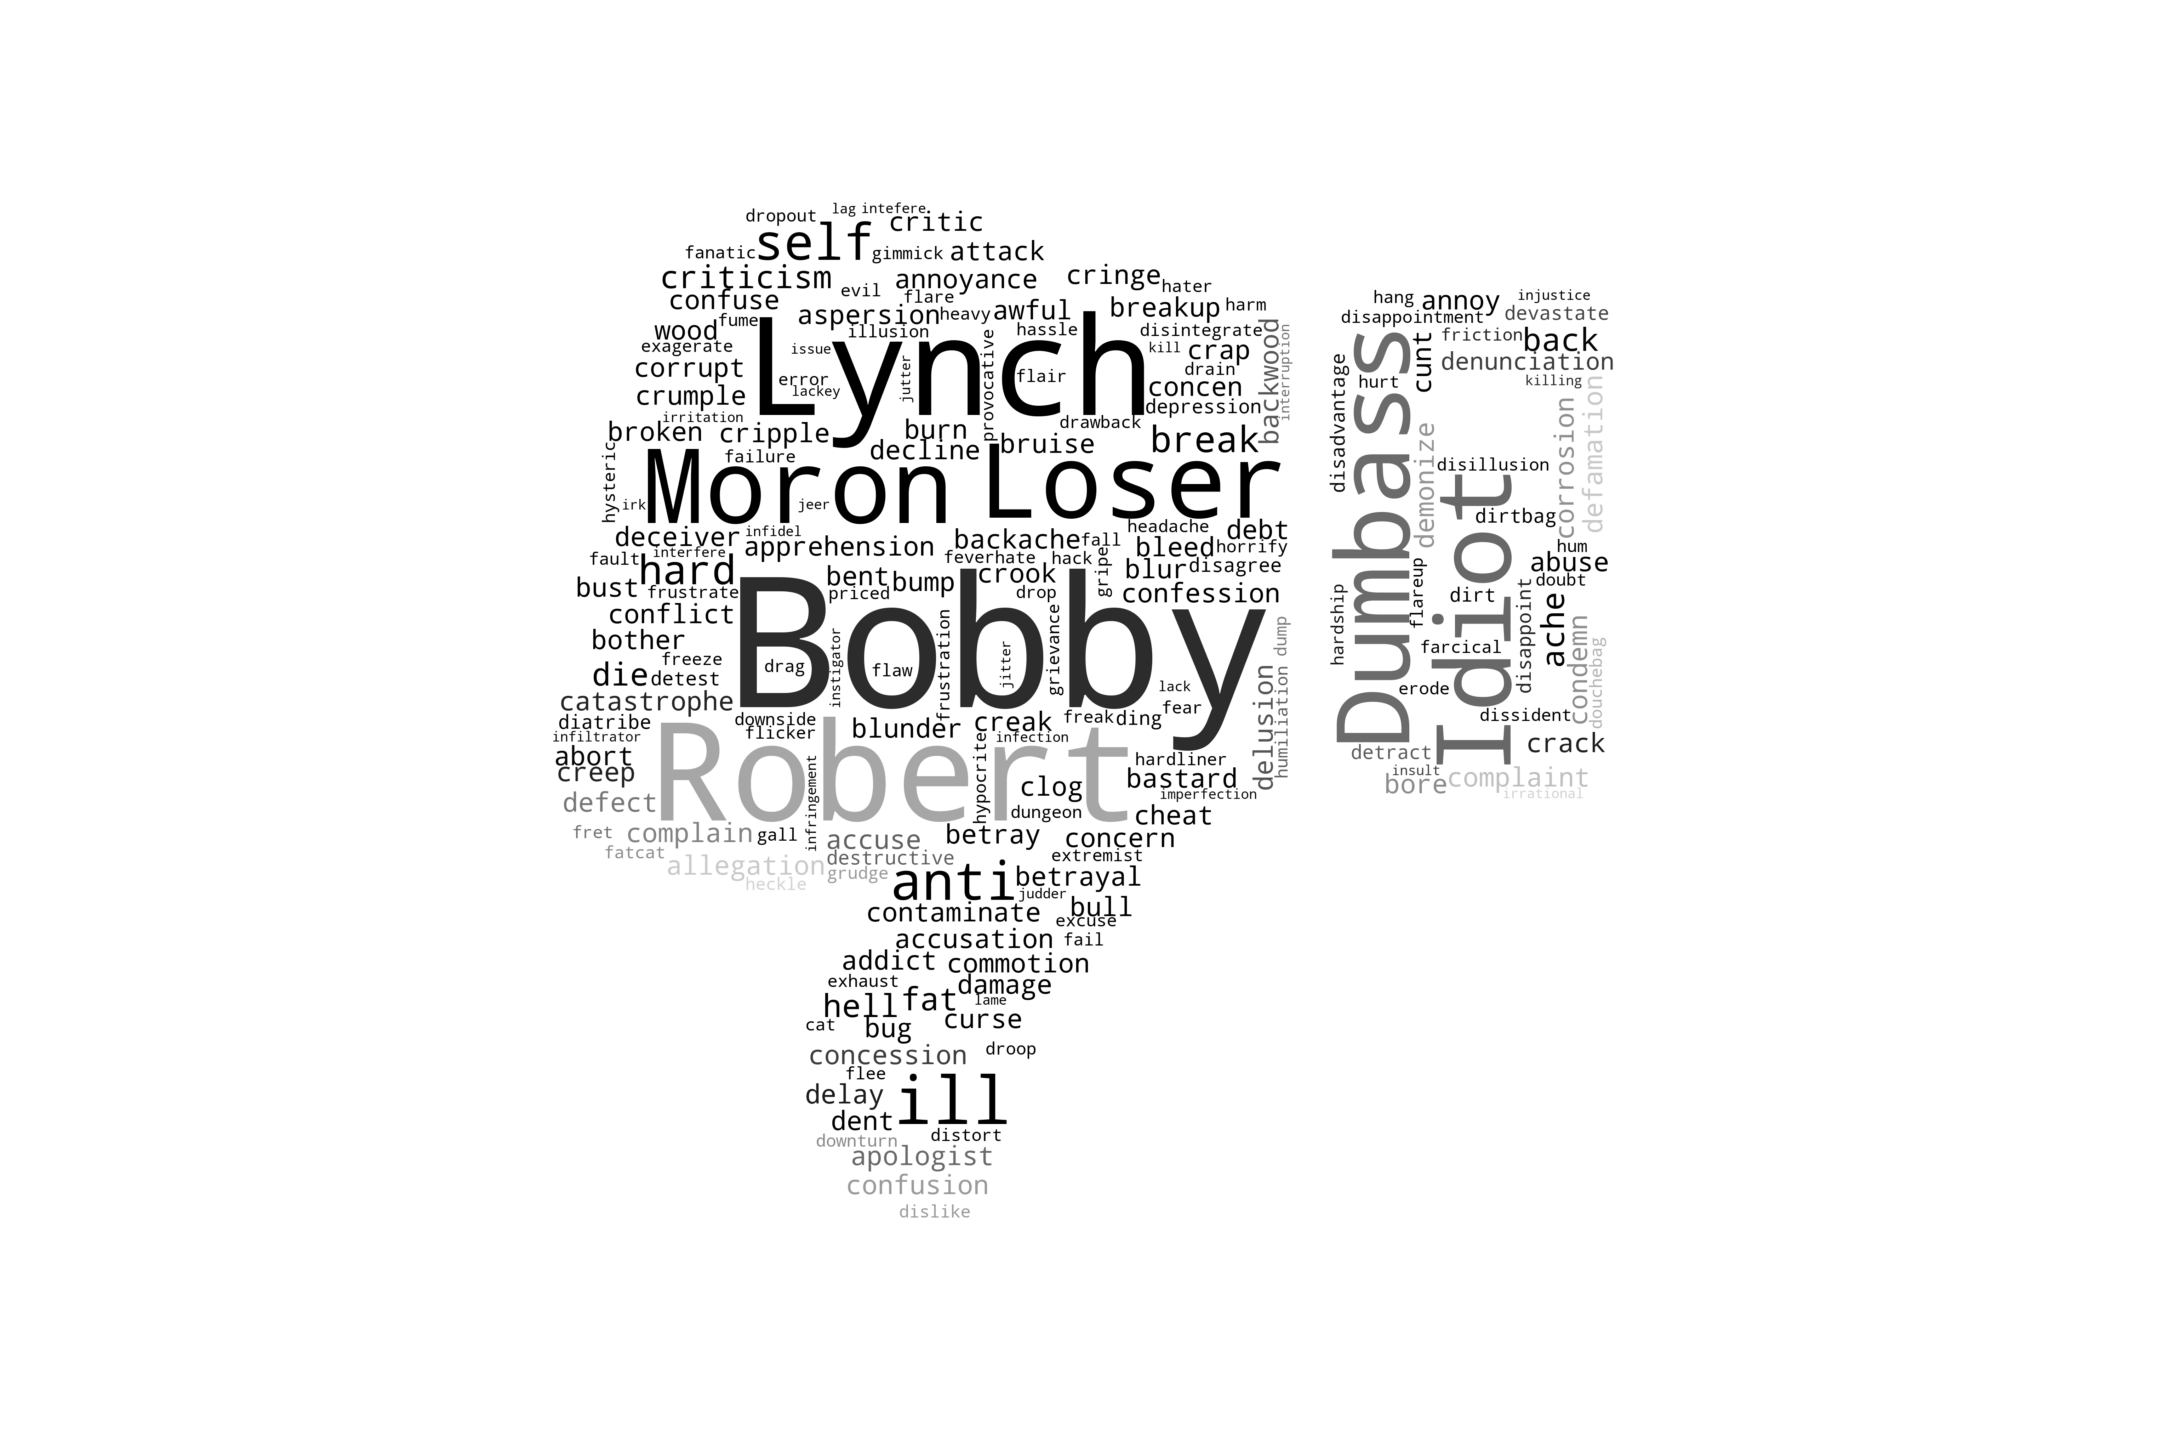 lag intefere
dropout
critic
self
fanatic
gimmick
attack
criticism
annoyance
cringe
hater
confuse
evil
flare
breakup
harm
aspersion
heavy
awful
wood
fume
illusion
hassle
disintegrate
backwood
interruption
exagerate
Lynch
issue
provocative
kill
crap
corrupt
jutter
drain
error
flair
concen
crumple
lackey
depression
irritation
drawback
broken
cripple
burn
bruise
break
decline
hysteric
failure
Moron
Loser
irk
jeer
deceiver
infidel
headache
debt
apprehension
backache
fall
bleed
horrify
fault
interfere
feverhate
hack
gripe
hard
bent
bump
crook
blur
disagree
bust
frustrate
priced
drop
confession
conflict
Bobby
bother
instigator
frustration
grievance
dump
freeze
drag
flaw
jitter
die
detest
lack
delusion
humiliation
catastrophe
fear
diatribe
downside
blunder
creak
freak
ding
infiltrator
flicker
infection
abort
Robert
hypocrite
hardliner
creep
infringement
clog
bastard
defect
imperfection
dungeon
cheat
fret
complain
gall
accuse
betray
concern
fatcat
destructive
extremist
allegation
grudge
heckle
anti
betrayal
judder
contaminate
bull
excuse
accusation
fail
addict
commotion
exhaust
damage
hell
fat
lame
cat
bug
curse
concession
droop
flee
delay
ill
dent
distort
downturn
apologist
confusion
dislike
hang
annoy
injustice
disappointment
devastate
friction
back
Dumbass
cunt
denunciation
disadvantage
hurt
killing
demonize
corrosion
defamation
disillusion
Idiot
dirtbag
hum
abuse
flareup
doubt
hardship
dirt
disappoint
ache
farcical
condemn
douchebag
erode
dissident
detract
crack
insult
bore
complaint
irrational